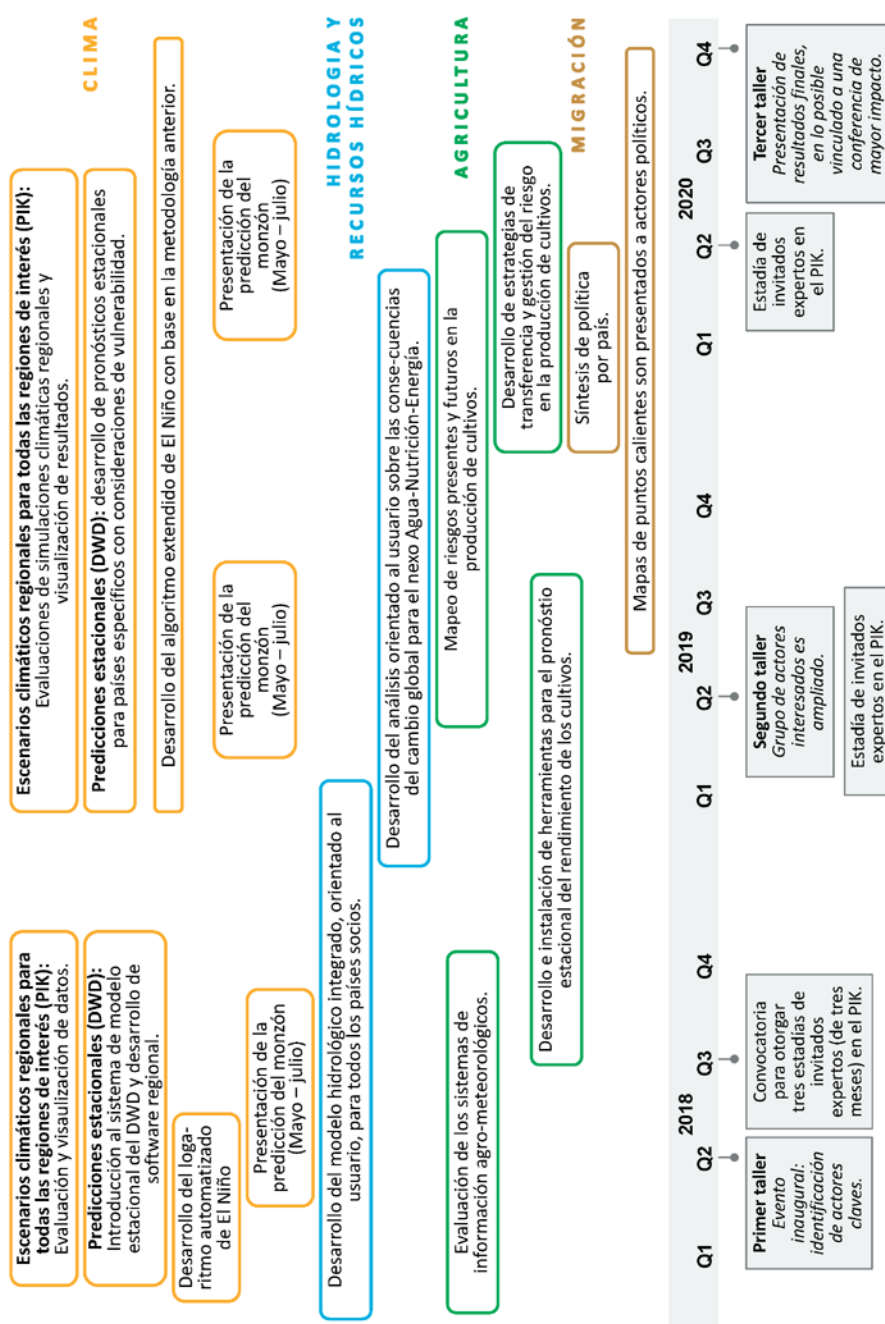 CLIMA
Escenarios climáticos regionales para
todas las regiones de interés (PIK):
Evaluación y visaulización de datos.
Escenarios climáticos regionales para todas las regiones de interés (PIK):
Evaluaciones de simulaciones climáticas regionales y
visualización de resultados.
Predicciones estacionales (DWD):
Introducción al sistema de modelo
estacional del DWD y desarrollo de
software regional.
Predicciones estacionales (DWD): desarrollo de pronósticos estacionales
para países específicos con consideraciones de vulnerabilidad.
Desarrollo del loga-
ritmo automatizado
de El Niño
Desarrollo del algoritmo extendido de El Niño con base en la metodología anterior.
Presentación de la
predicción del monzón
(Mayo – julio)
Presentación de la
predicción del
monzón
(Mayo – julio)
Presentación de la
predicción del
monzón
(Mayo – julio)
HIDROLOGIA Y
RECURSOS HÍDRICOS
Desarrollo del modelo hidrológico integrado, orientado al
usuario, para todos los países socios.
Desarrollo del análisis orientado al usuario sobre las conse-cuencias
del cambio global para el nexo Agua-Nutrición-Energía.
AGRICULTURA
Evaluación de los sistemas de
información agro-meteorológicos.
Mapeo de riesgos presentes y futuros en la
producción de cultivos.
Desarrollo e instalación de herramientas para el pronóstio
estacional del rendimiento de los cultivos.
Desarrollo de estrategias de
transferencia y gestión del riesgo
en la producción de cultivos.
MIGRACIÓN
Síntesis de política
por país.
Mapas de puntos calientes son presentados a actores políticos.
2018 2019 2020
Q1 Q2 Q3 Q4 Q1 Q2 Q3 Q4 Q1 Q2 Q3 Q4
Primer taller
Evento
inaugural:
identificación
de actores
claves.
Convocatoria
para otorgar
tres estadías de
invitados
expertos (de tres
meses) en el PIK.
Segundo taller
Grupo de actores
interesados es
ampliado.
Estadía de invitados
expertos en el PIK.
Estadía de
invitados
expertos en
el PIK.
Tercer taller
Presentación de
resultados finales,
en lo posible
vinculado a una
conferencia de
mayor impacto.